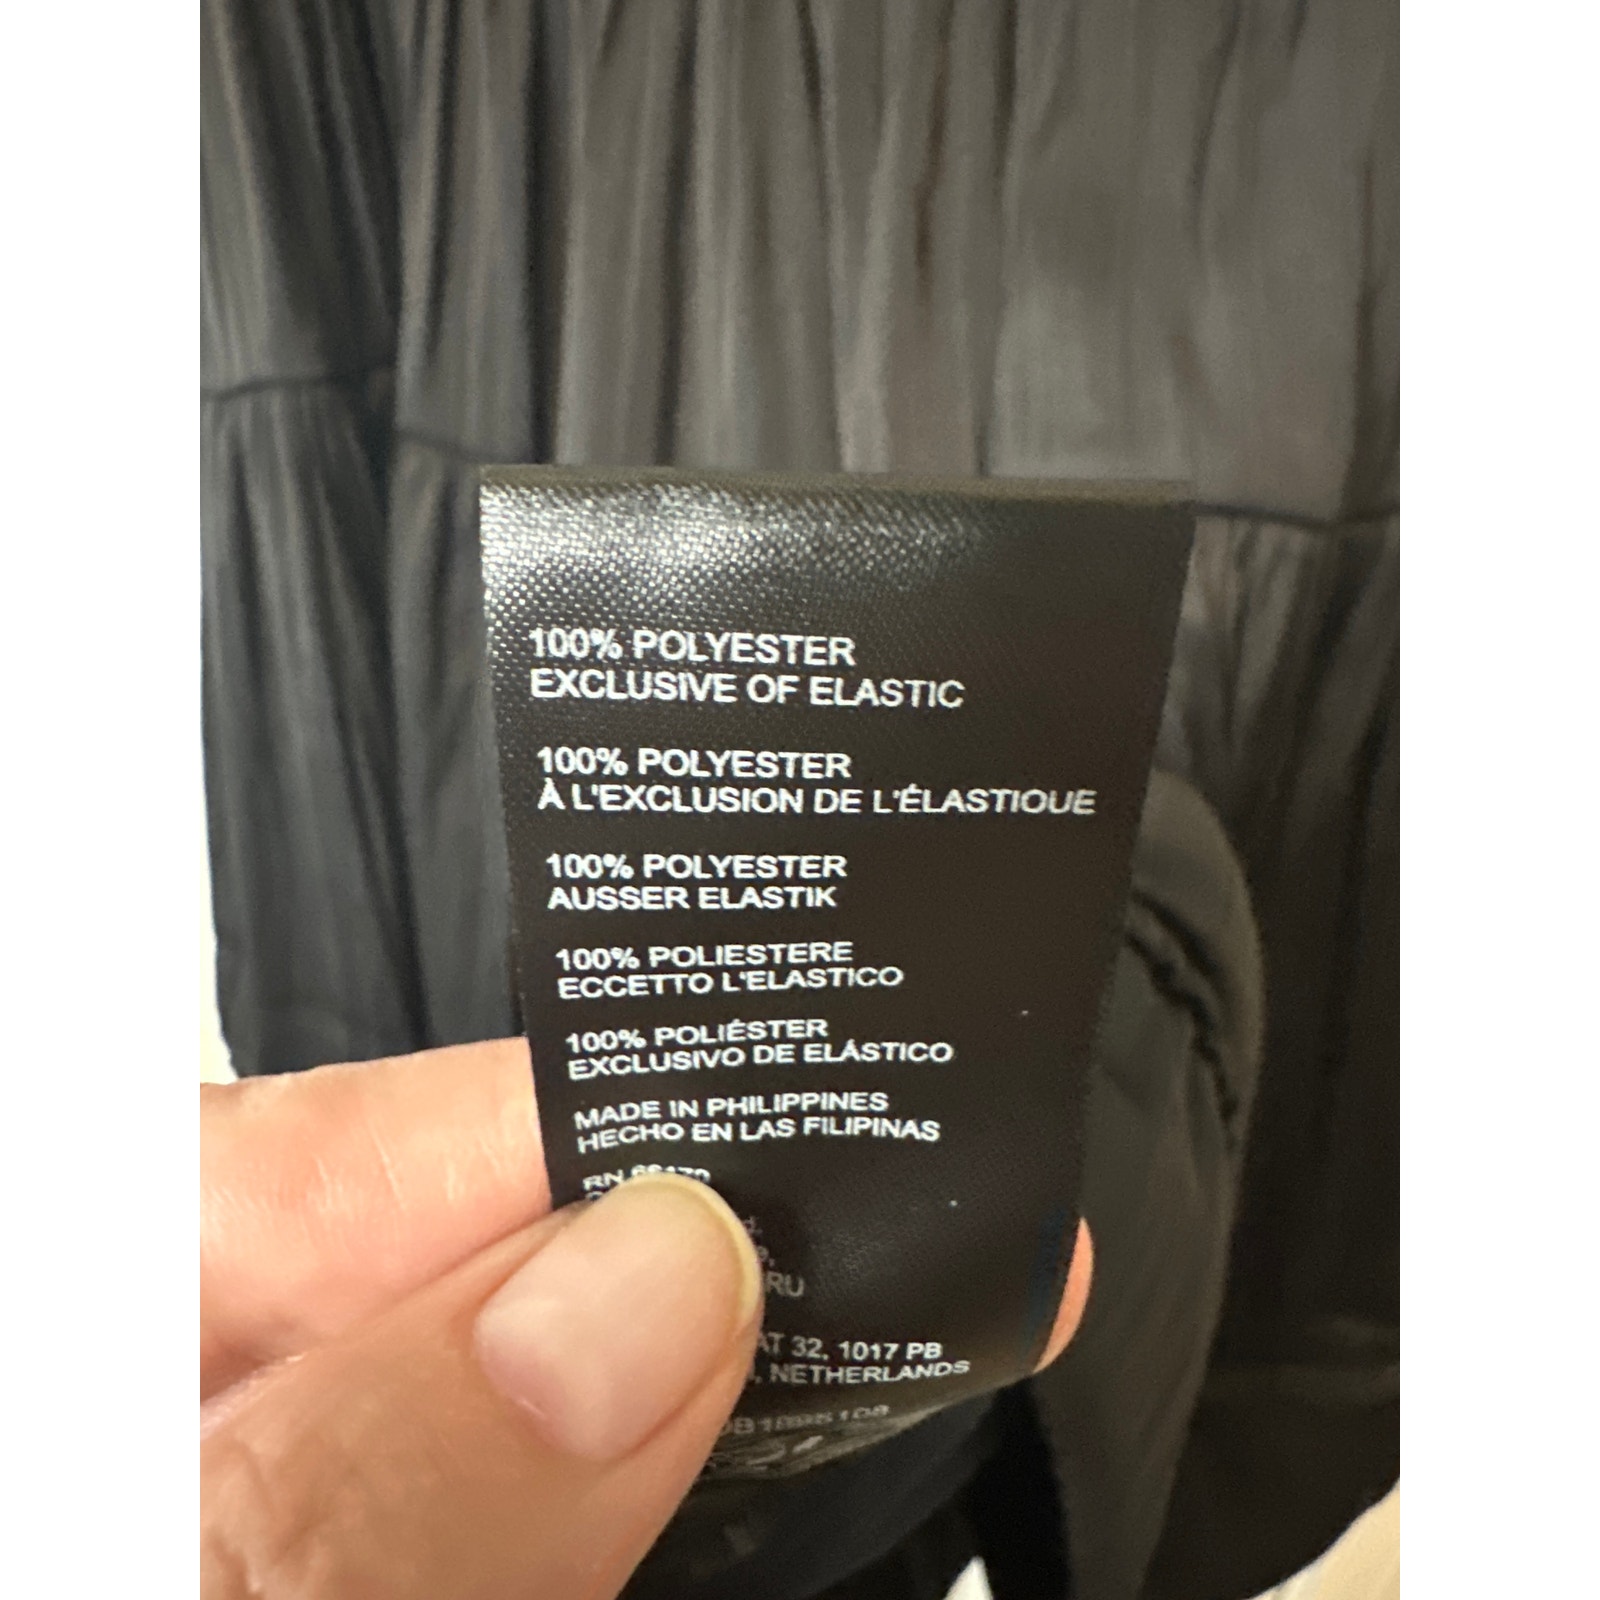 100% POLYESTER
EXCLUSIVE OF ELASTIC
100% POLYESTER
À L'EXCLUSION DE L'ÉLASTIQUE
100% POLYESTER
AUSSER ELASTIK
100% POLIESTERE
ECCETTO L'ELASTICO
100% POLIÉSTER
EXCLUSIVO DE ELÁSTICO
MADE IN PHILIPPINES
HECHO EN LAS FILIPINAS
RN
32, 1017 PB
NETHERLANDS